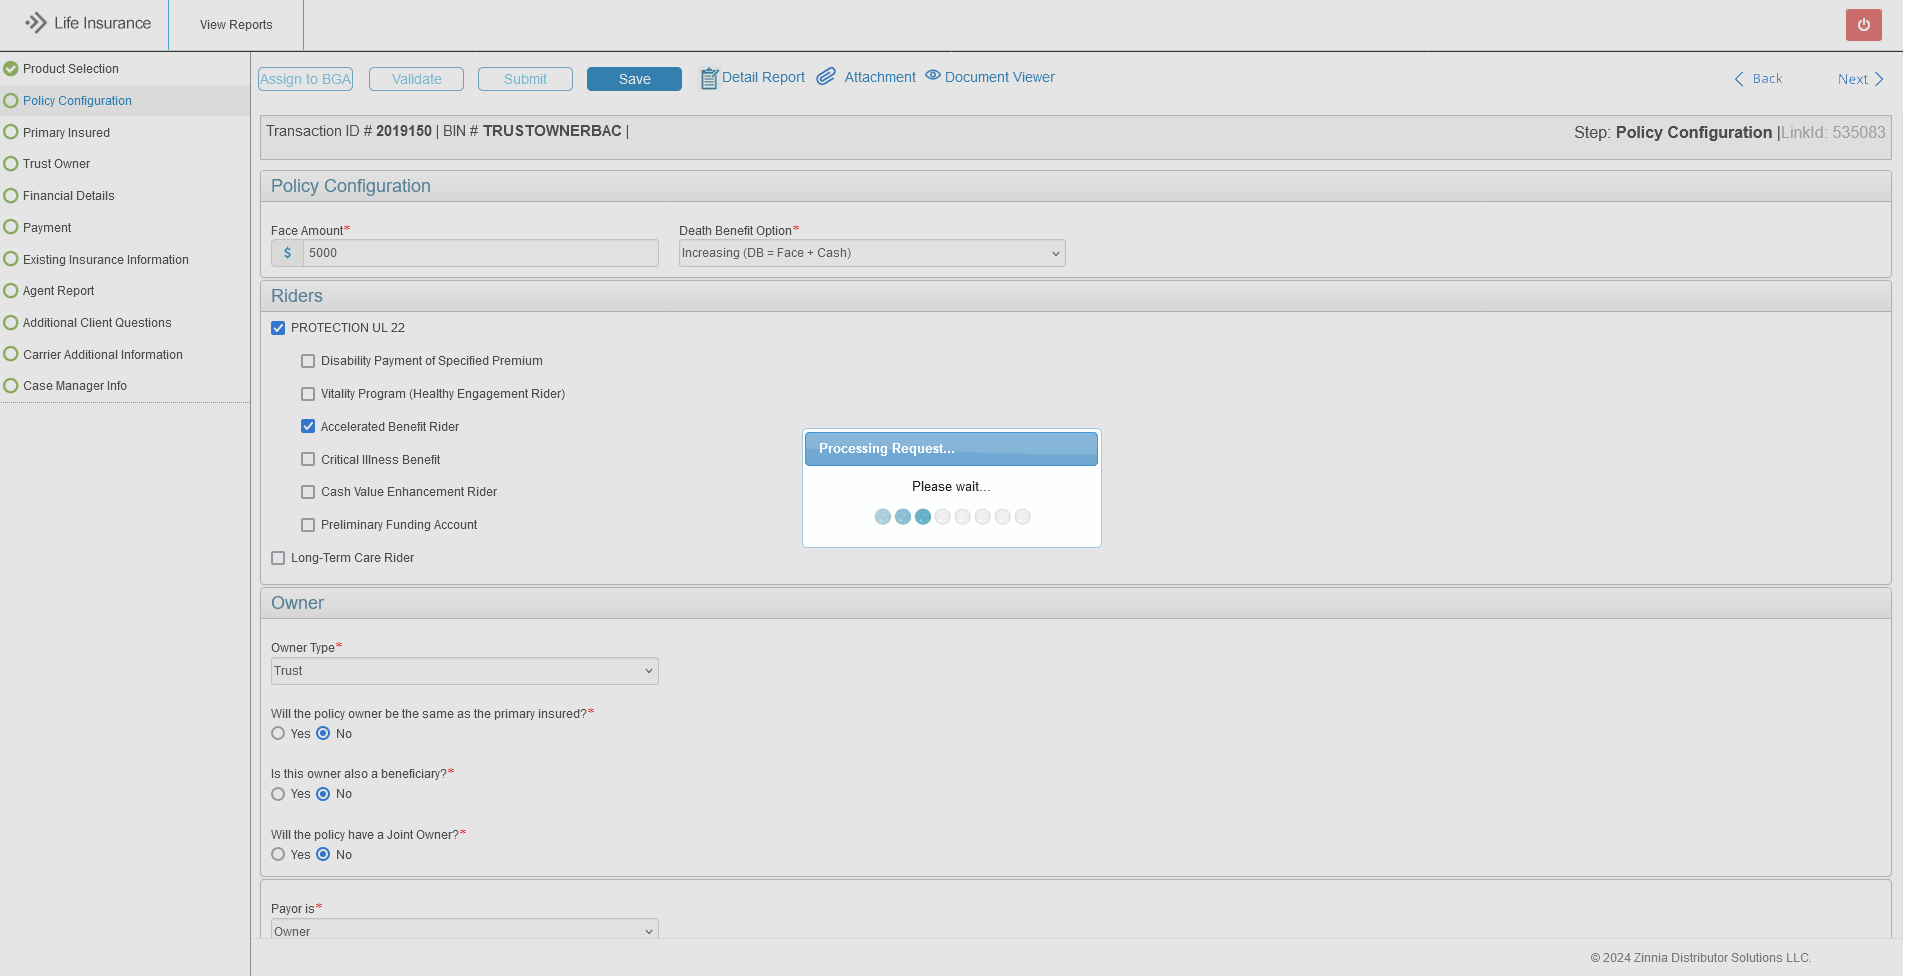 Life Insurance
View Reports
Product Selection
Policy Configuration
Primary Insured
Trust Owner
Financial Details
Payment
Existing Insurance Information
Agent Report
Additional Client Questions
Carrier Additional Information
Case Manager Info
Assign to BGA
Validate
Submit
Save
Detail Report
Attachment
Document Viewer
Back
Next
Transaction ID # 2019150 | BIN # TRUSTOWNERBAC |
Step: Policy Configuration |LinkId: 535083
Policy Configuration
Face Amount*
Death Benefit Option*
$ 5000
Increasing (DB = Face + Cash)
Riders
PROTECTION UL 22
Disability Payment of Specified Premium
Vitality Program (Healthy Engagement Rider)
Accelerated Benefit Rider
Critical Illness Benefit
Cash Value Enhancement Rider
Preliminary Funding Account
Long-Term Care Rider
Processing Request...
Please wait...
Owner
Owner Type*
Trust
Will the policy owner be the same as the primary insured?*
Yes No
Is this owner also a beneficiary?*
Yes No
Will the policy have a Joint Owner?*
Yes No
Payor is*
Owner
© 2024 Zinnia Distributor Solutions LLC.